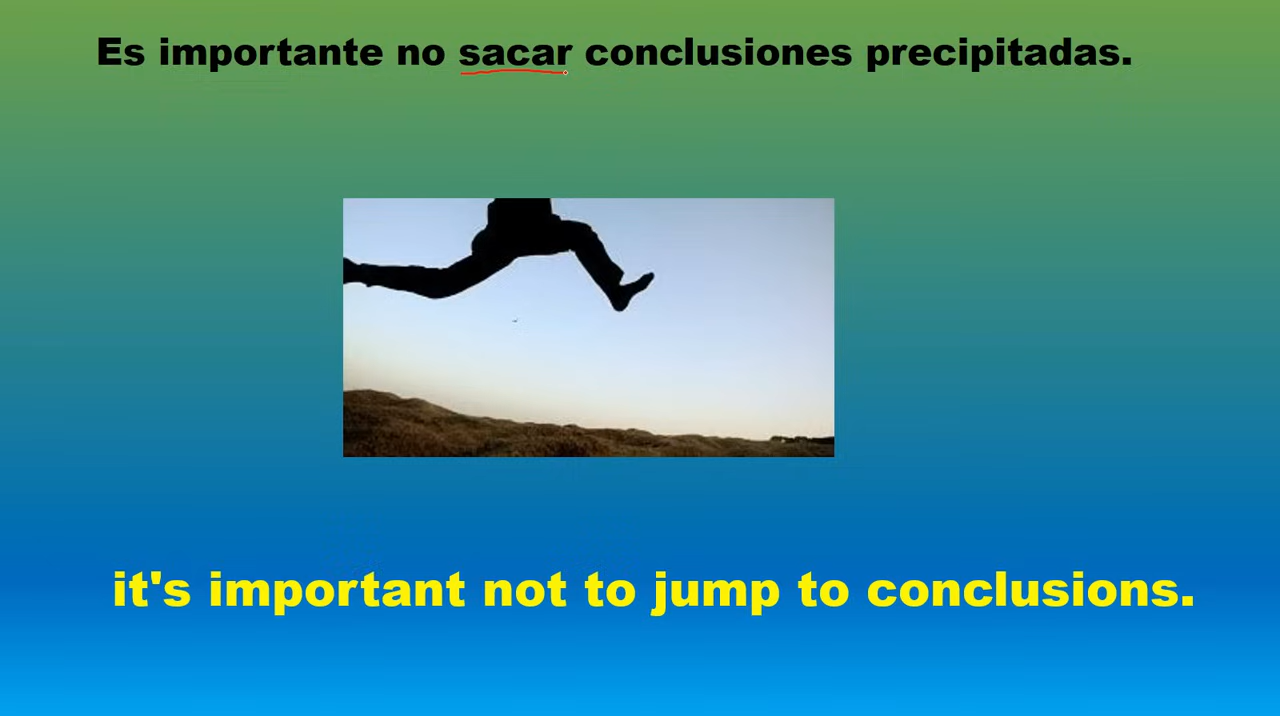 Es importante no sacar conclusiones precipitadas.
it's important not to jump to conclusions.